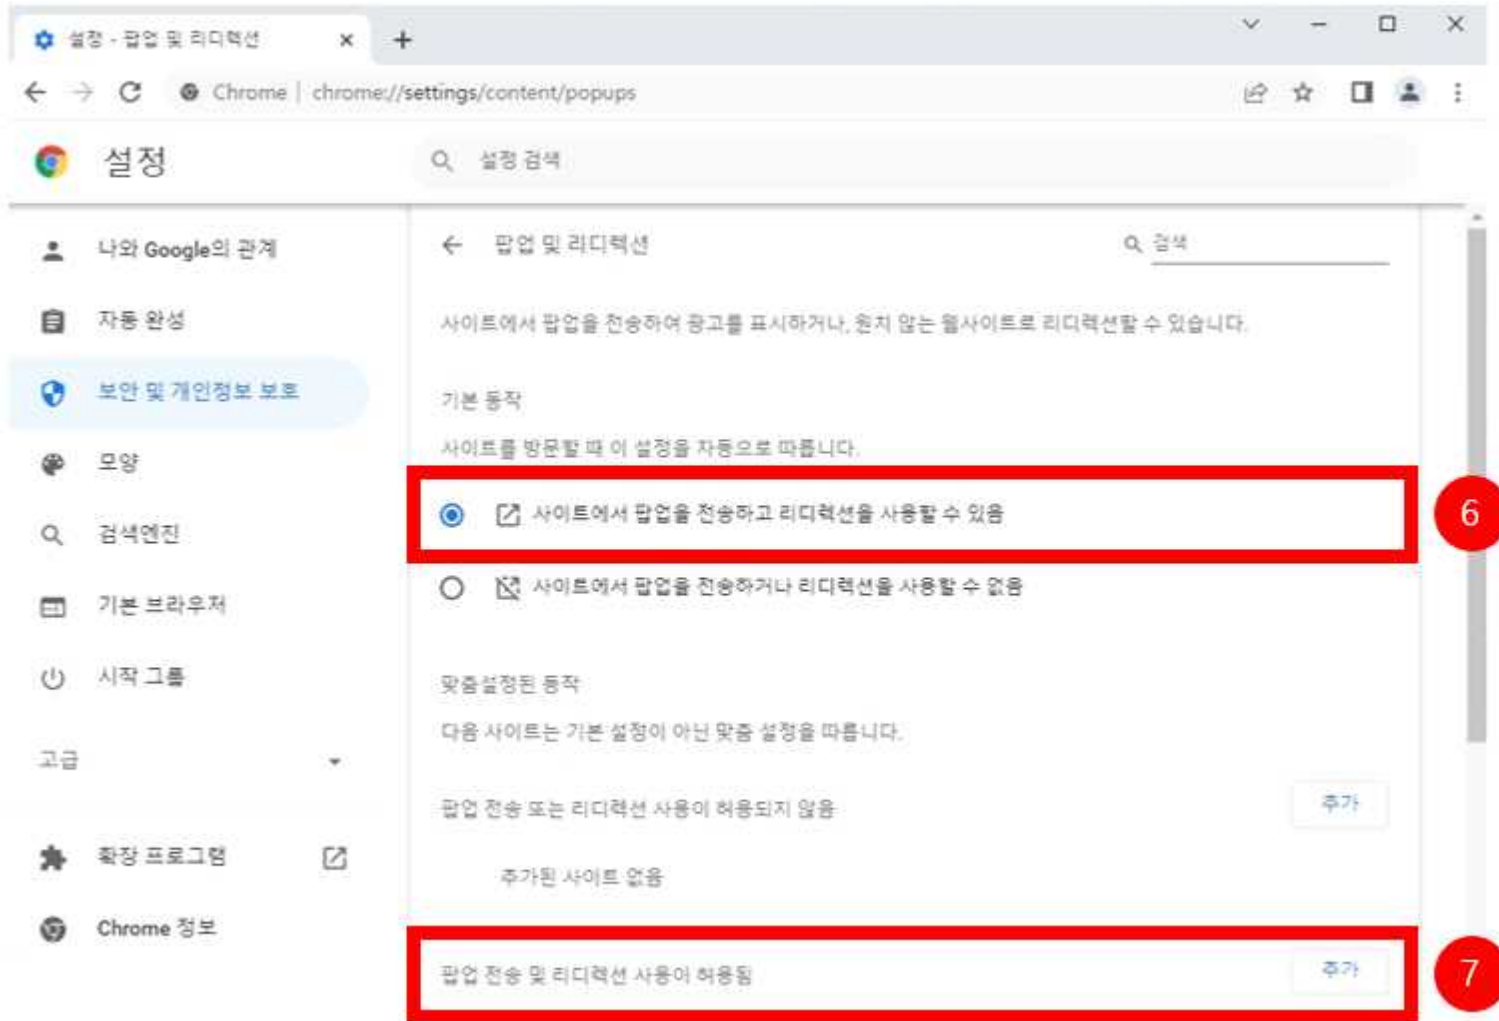 설정 - 팝업 및 리디렉션
Chrome | chrome://settings/content/popups
설정
설정 검색
나와 Google의 관계
자동 완성
보안 및 개인정보 보호
모양
검색엔진
기본 브라우저
시작 그룹
고급
확장 프로그램
Chrome 정보
팝업 및 리디렉션
검색
사이트에서 팝업을 전송하여 광고를 표시하거나, 원치 않는 웹사이트로 리디렉션할 수 있습니다.
기본 동작
사이트를 방문할 때 이 설정을 자동으로 따릅니다.
사이트에서 팝업을 전송하고 리디렉션을 사용할 수 있음
6
사이트에서 팝업을 전송하거나 리디렉션을 사용할 수 없음
맞춤설정된 동작
다음 사이트는 기본 설정이 아닌 맞춤 설정을 따릅니다.
팝업 전송 또는 리디렉션 사용이 허용되지 않음
추가
추가된 사이트 없음
팝업 전송 및 리디렉션 사용이 허용됨
추가
7